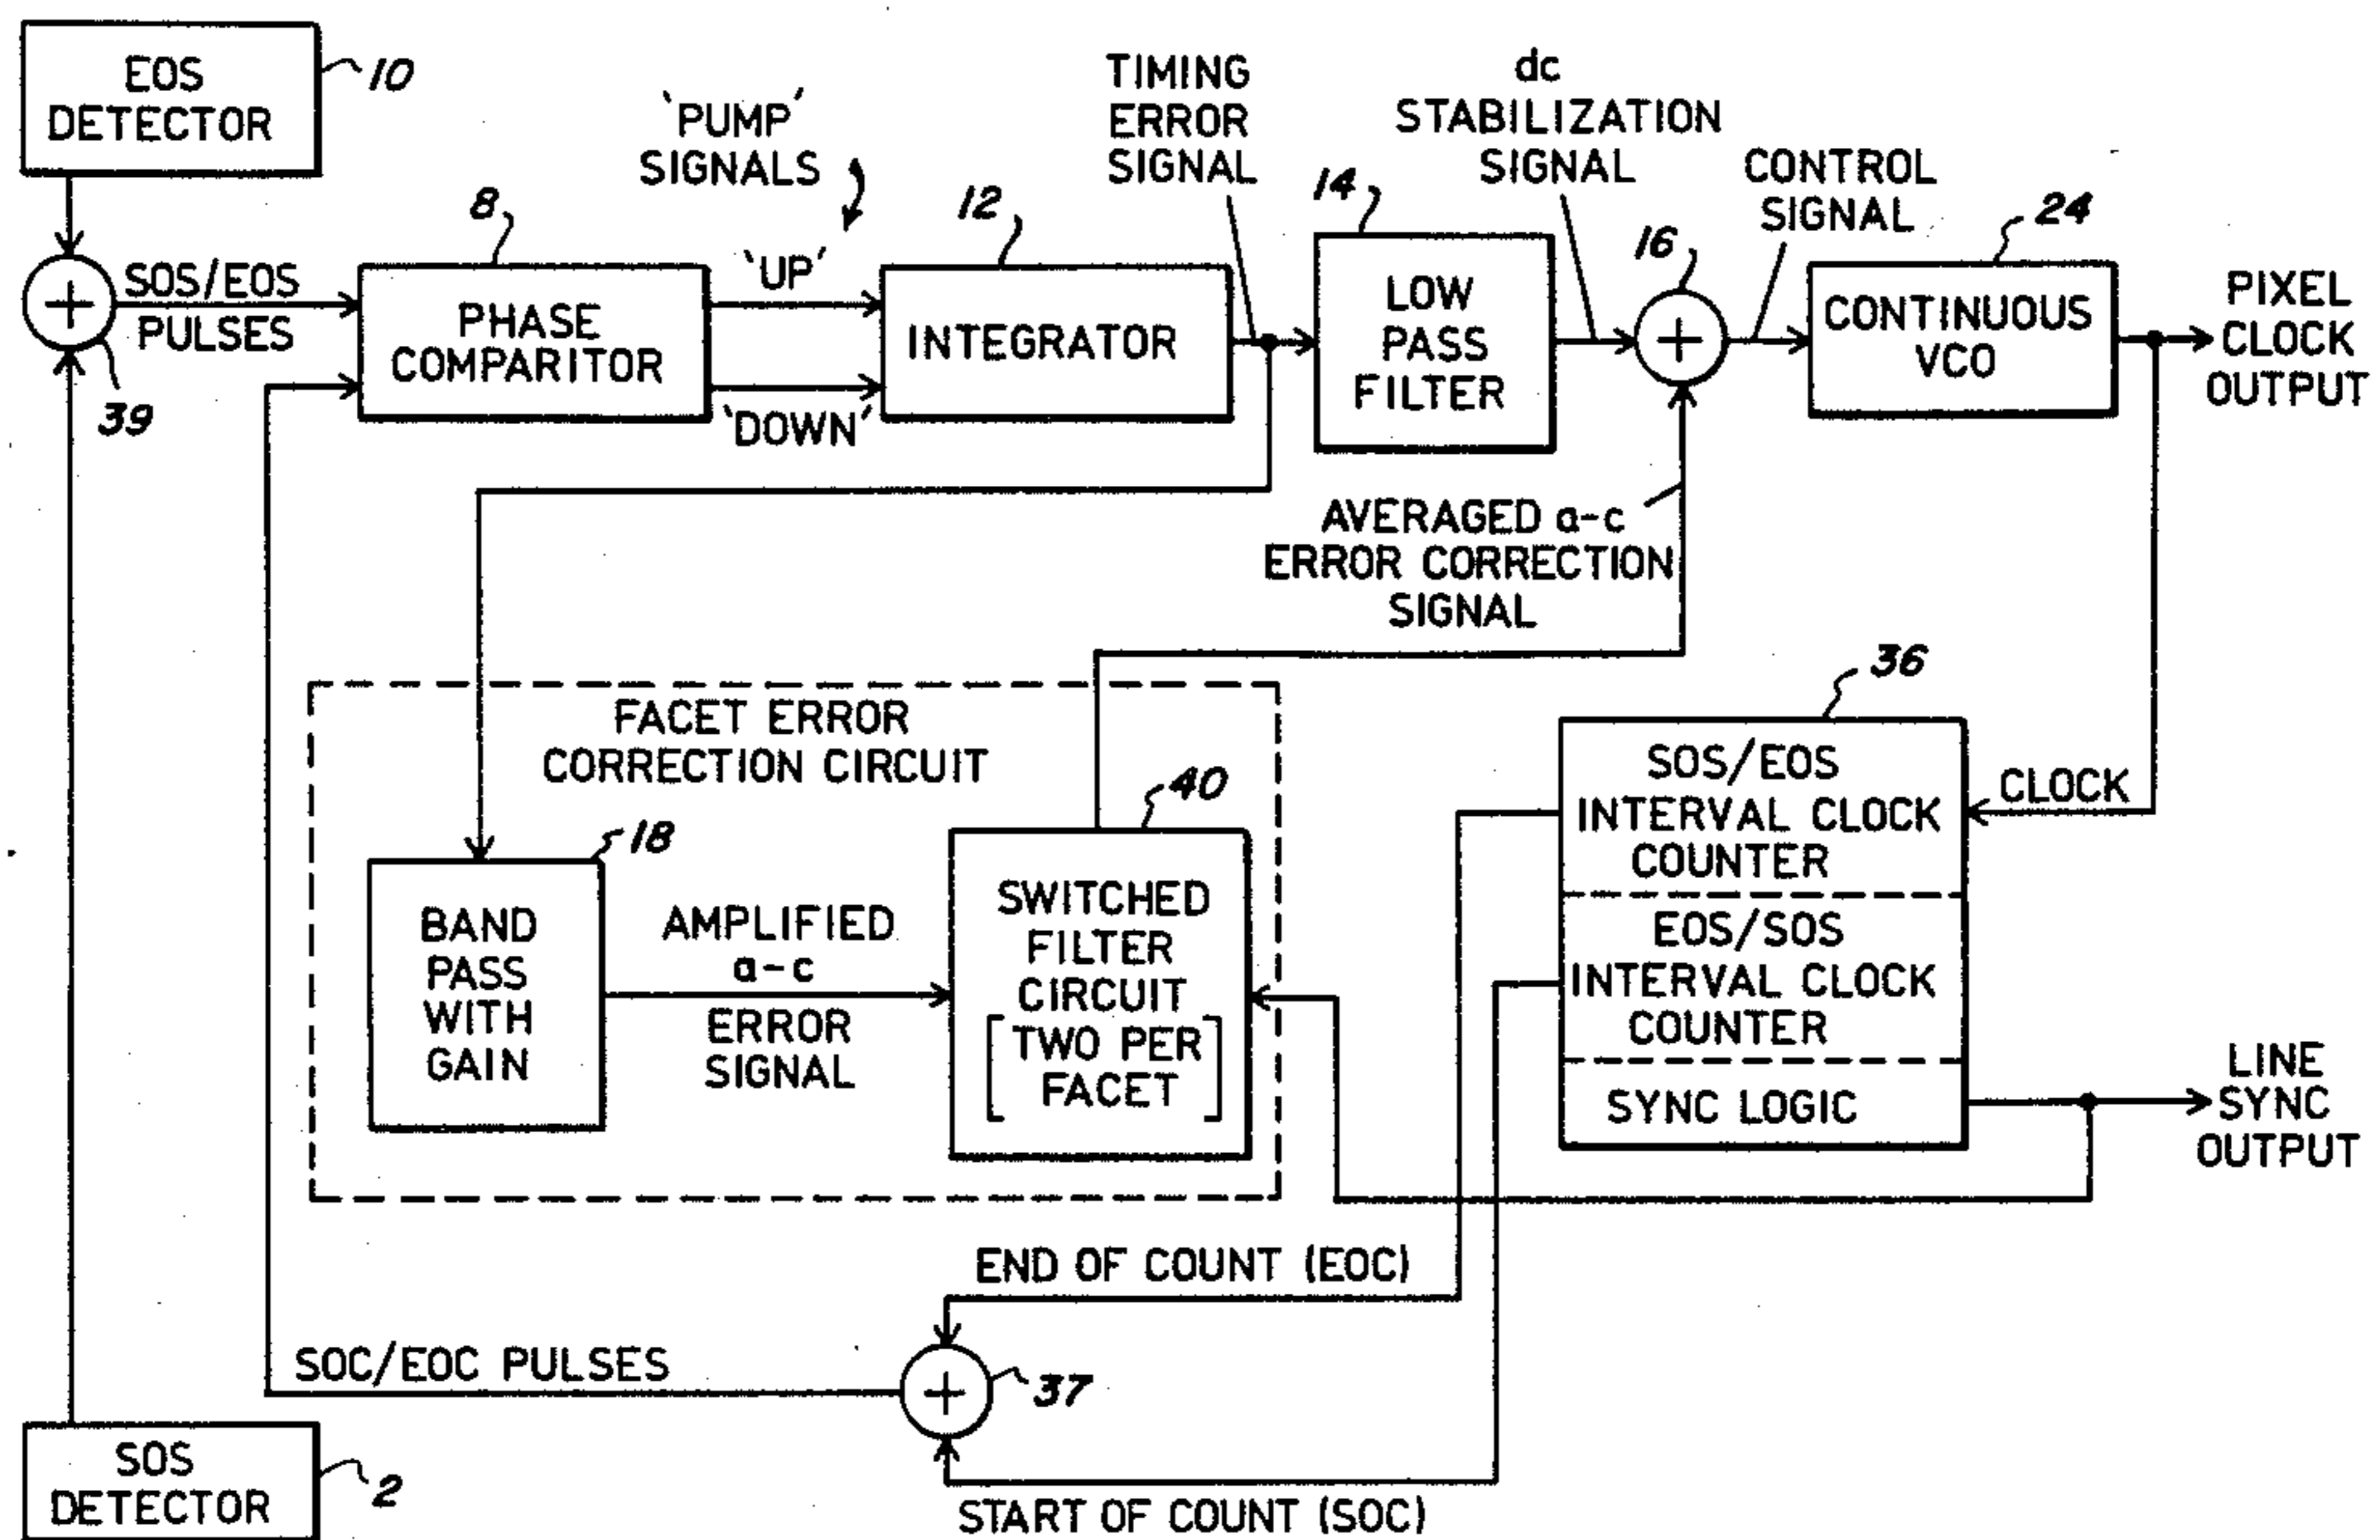 EOS
DETECTOR
10
'PUMP'
SIGNALS
TIMING
ERROR
SIGNAL
dc
STABILIZATION
SIGNAL
CONTROL
SIGNAL
8
12
14
16
24
39
SOS/EOS
PULSES
PHASE
COMPARITOR
'UP'
'DOWN'
INTEGRATOR
LOW
PASS
FILTER
+
+
CONTINUOUS
VCO
PIXEL
CLOCK
OUTPUT
AVERAGED a-c
ERROR CORRECTION
SIGNAL
FACET ERROR
CORRECTION CIRCUIT
18
BAND
PASS
WITH
GAIN
AMPLIFIED
a-c
ERROR
SIGNAL
40
SWITCHED
FILTER
CIRCUIT
[TWO PER
FACET]
36
SOS/EOS
INTERVAL CLOCK
COUNTER
CLOCK
EOS/SOS
INTERVAL CLOCK
COUNTER
SYNC LOGIC
LINE
SYNC
OUTPUT
END OF COUNT (EOC)
SOC/EOC PULSES
+
37
START OF COUNT (SOC)
SOS
DETECTOR
2